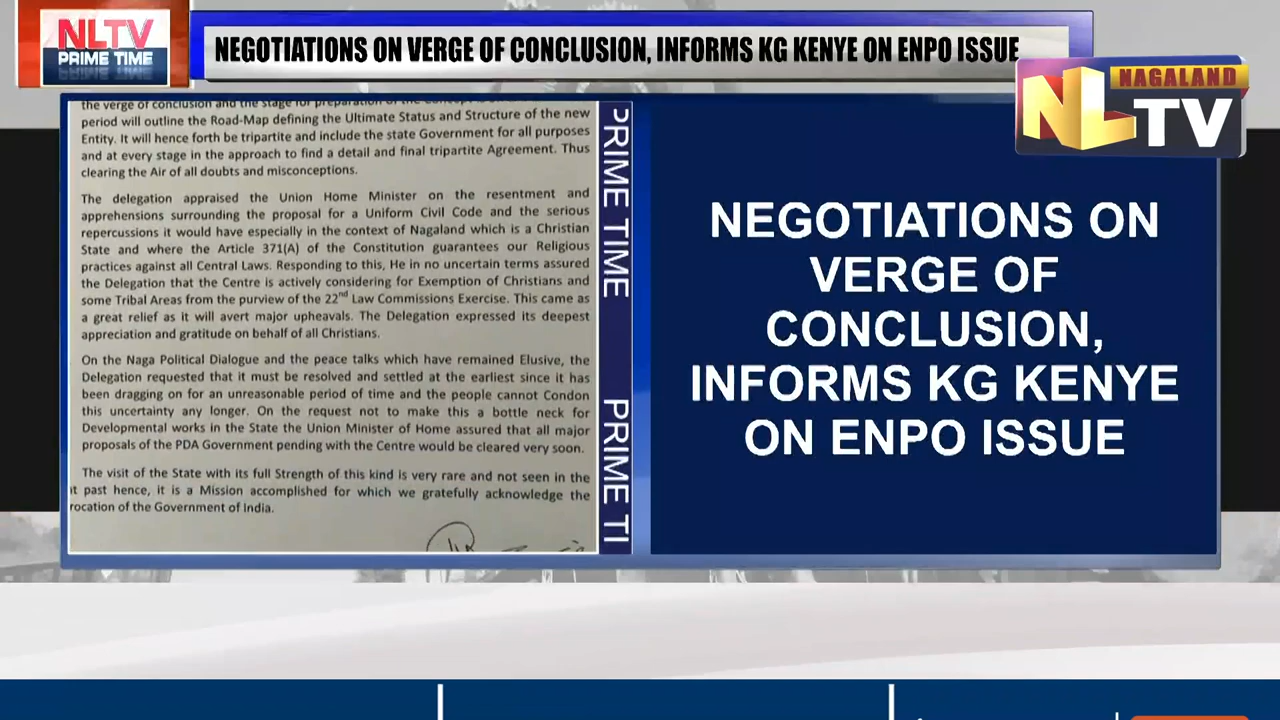 NLTV
PRIME TIME
NEGOTIATIONS ON VERGE OF CONCLUSION, INFORMS KG KENYE ON ENPO ISSUE
NAGALAND
NLTV
the verge of conclusion and the stage for preparation of the
period will outline the Road-Map defining the Ultimate Status and Structure of the new
Entity. It will hence forth be tripartite and include the state Government for all purposes
and at every stage in the approach to find a detail and final tripartite Agreement. Thus
clearing the Air of all doubts and misconceptions.
The delegation appraised the Union Home Minister on the resentment and
apprehensions surrounding the proposal for a Uniform Civil Code and the serious
repercussions it would have especially in the context of Nagaland which is a Christian
State and where the Article 371(A) of the Constitution guarantees our Religious
practices against all Central Laws. Responding to this, He in no uncertain terms assured
the Delegation that the Centre is actively considering for Exemption of Christians and
some Tribal Areas from the purview of the 22nd Law Commissions Exercise. This came as
a great relief as it will avert major upheavals. The Delegation expressed its deepest
appreciation and gratitude on behalf of all Christians.
On the Naga Political Dialogue and the peace talks which have remained Elusive, the
Delegation requested that it must be resolved and settled at the earliest since it has
been dragging on for an unreasonable period of time and the people cannot Condon
this uncertainty any longer. On the request not to make this a bottle neck for
Developmental works in the State the Union Minister of Home assured that all major
proposals of the PDA Government pending with the Centre would be cleared very soon.
The visit of the State with its full Strength of this kind is very rare and not seen in the
past hence, it is a Mission accomplished for which we gratefully acknowledge the
of the Government of India.
PRIME TIME
PRIME TI
NEGOTIATIONS ON
VERGE OF
CONCLUSION,
INFORMS KG KENYE
ON ENPO ISSUE